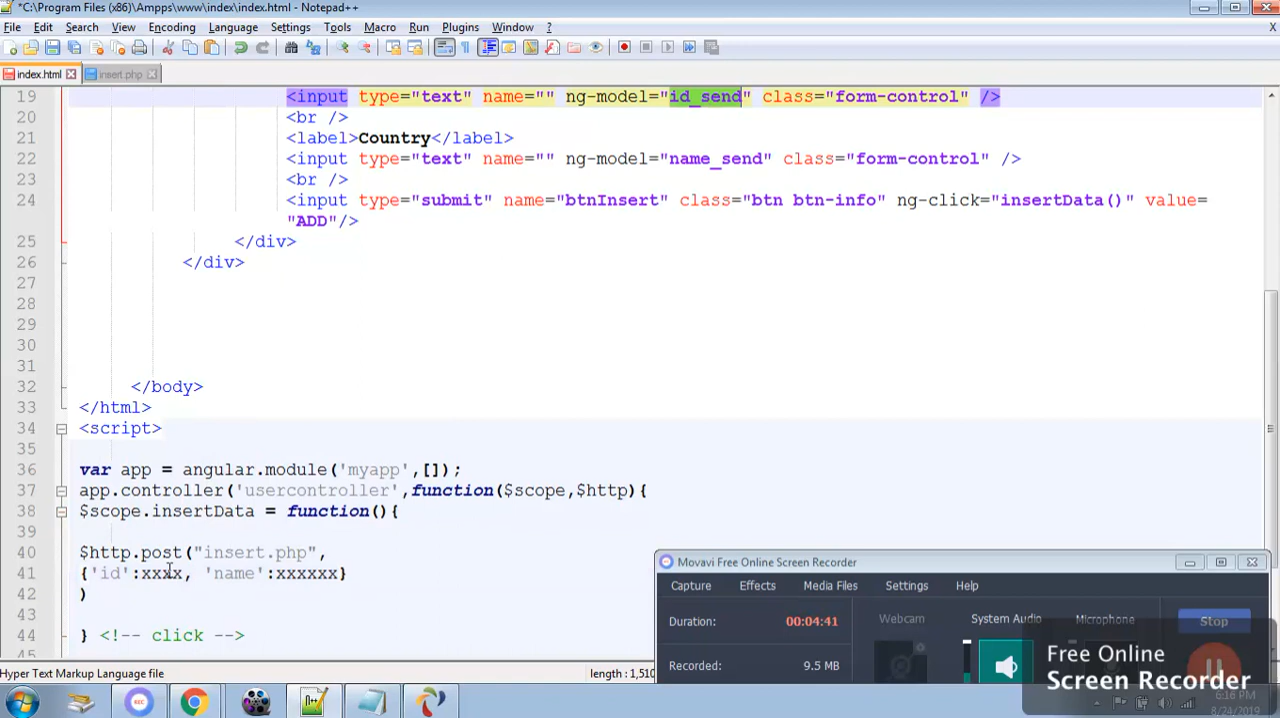 *C:\Program Files (x86)\Ampps\www\index\index.html - Notepad++
File Edit Search View Encoding Language Settings Tools Macro Run Plugins Window ? X
index.html insert.php
19 <input type="text" name="" ng-model="id_send" class="form-control" />
20 <br />
21 <label>Country</label>
22 <input type="text" name="" ng-model="name_send" class="form-control" />
23 <br />
24 <input type="submit" name="btnInsert" class="btn btn-info" ng-click="insertData()" value=
"ADD"/>
25 </div>
26 </div>
27
28
29
30
31
32 </body>
33 </html>
34 <script>
35
36 var app = angular.module('myapp',[]);
37 app.controller('usercontroller',function($scope,$http){
38 $scope.insertData = function(){
39
40 $http.post("insert.php",
41 {'id':xxxx, 'name':xxxxxx}
42 )
43
44 } <!-- click -->
45
Movavi Free Online Screen Recorder
Capture Effects Media Files Settings Help
Duration: 00:04:41 Webcam System Audio Microphone Stop
Recorded: 9.5 MB
Free Online
Screen Recorder
Hyper Text Markup Language file length : 1,510
6:16 PM
8/24/2019